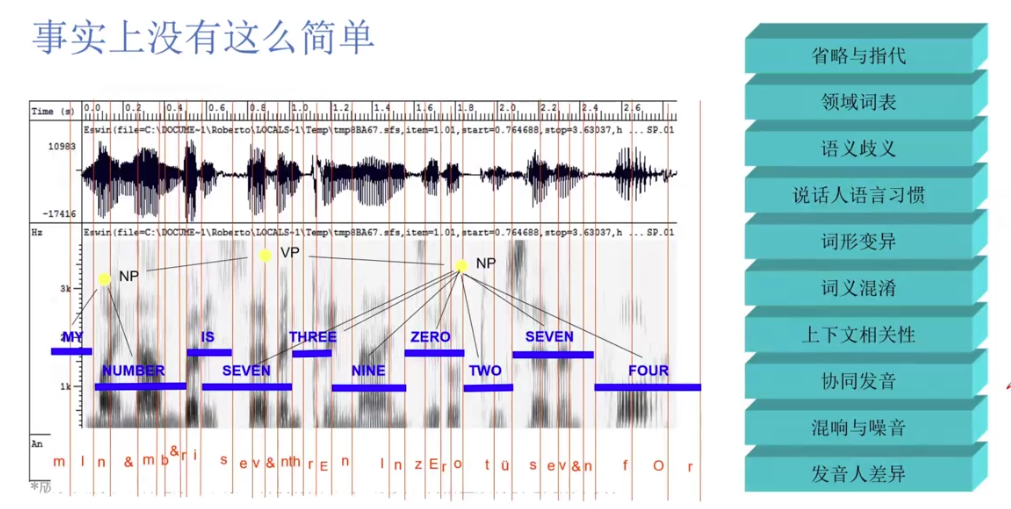 事实上没有这么简单
Time (s) 0.0 0.2 0.4 0.6 0.8 1.0 1.2 1.4 1.6 1.8 2.0 2.2 2.4 2.6
Eswin(file=C:\DOCUME~1\Roberto\LOCALS~1\Temp\tmp8BA67.sfs,item=1.01,start=0.764688,stop=3.63037,h ... SP.01
10983
-17416
Hz Eswin(file=C:\DOCUME~1\Roberto\LOCALS~1\Temp\tmp8BA67.sfs,item=1.01,start=0.764688,stop=3.63037,h ... SP.01
VP
NP
NP
3k
MY IS THREE ZERO SEVEN
NUMBER SEVEN NINE TWO FOUR
1k
An
m I n & m b & r i s e v & n th r E n I n z E r o t ü s e v & n f O r
省略与指代
领域词表
语义歧义
说话人语言习惯
词形变异
词义混淆
上下文相关性
协同发音
混响与噪音
发音人差异